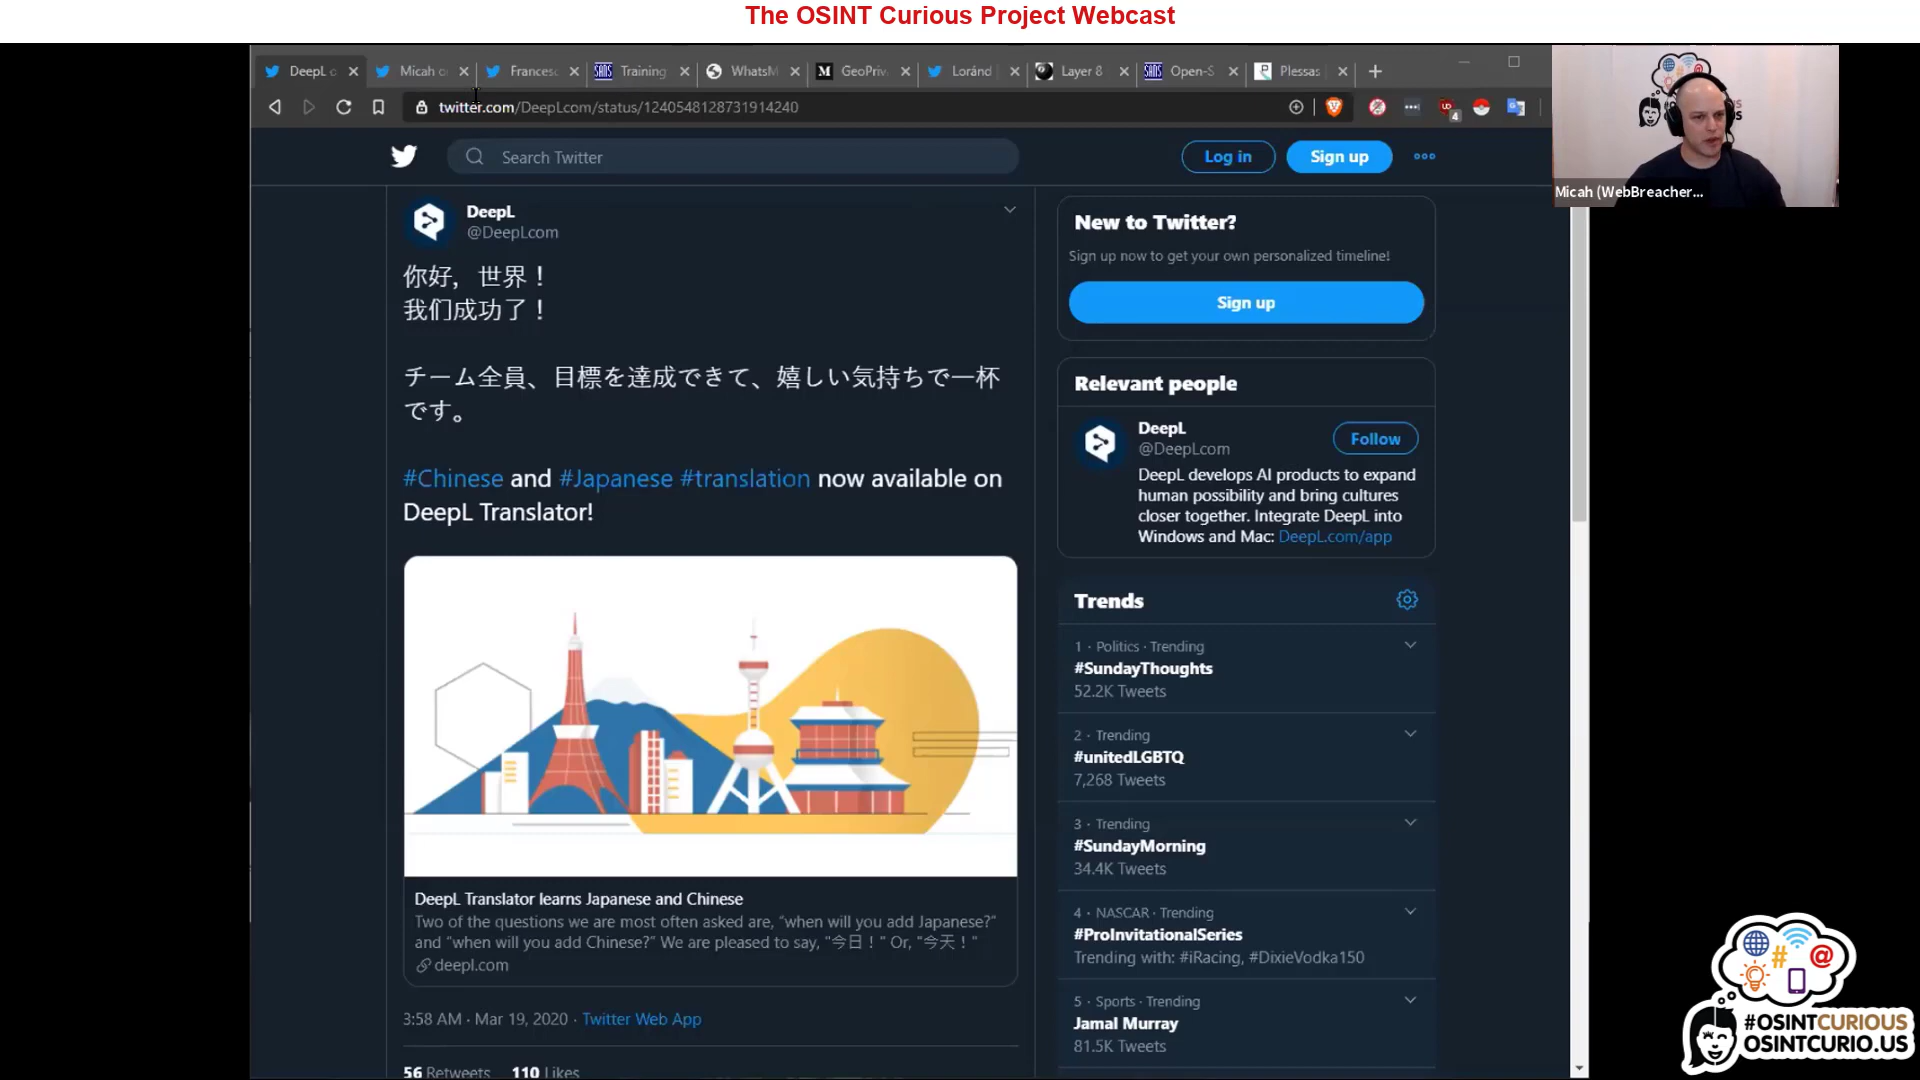 The OSINT Curious Project Webcast
DeepL
Micah o
Francesc
SANS
Training
WhatsM
M
GeoPriv
Loránd
Layer 8
SANS
Open-S
Plessas
twitter.com/DeepLcom/status/1240548128731914240
4
Search Twitter
Log in
Sign up
Micah (WebBreacher...
DeepL
@DeepLcom
你好，世界！
我们成功了！
チーム全員、目標を達成できて、嬉しい気持ちで一杯
です。
#Chinese and #Japanese #translation now available on
DeepL Translator!
DeepL Translator learns Japanese and Chinese
Two of the questions we are most often asked are, “when will you add Japanese?”
and “when will you add Chinese?” We are pleased to say, “今日！” Or, “今天！”
deepl.com
3:58 AM · Mar 19, 2020 · Twitter Web App
56 Retweets 110 Likes
New to Twitter?
Sign up now to get your own personalized timeline!
Sign up
Relevant people
DeepL
@DeepLcom
Follow
DeepL develops AI products to expand
human possibility and bring cultures
closer together. Integrate DeepL into
Windows and Mac: DeepL.com/app
Trends
1 · Politics · Trending
#SundayThoughts
52.2K Tweets
2 · Trending
#unitedLGBTQ
7,268 Tweets
3 · Trending
#SundayMorning
34.4K Tweets
4 · NASCAR · Trending
#ProInvitationalSeries
Trending with: #iRacing, #DixieVodka150
5 · Sports · Trending
Jamal Murray
81.5K Tweets
#OSINTCURIOUS
OSINTCURIO.US